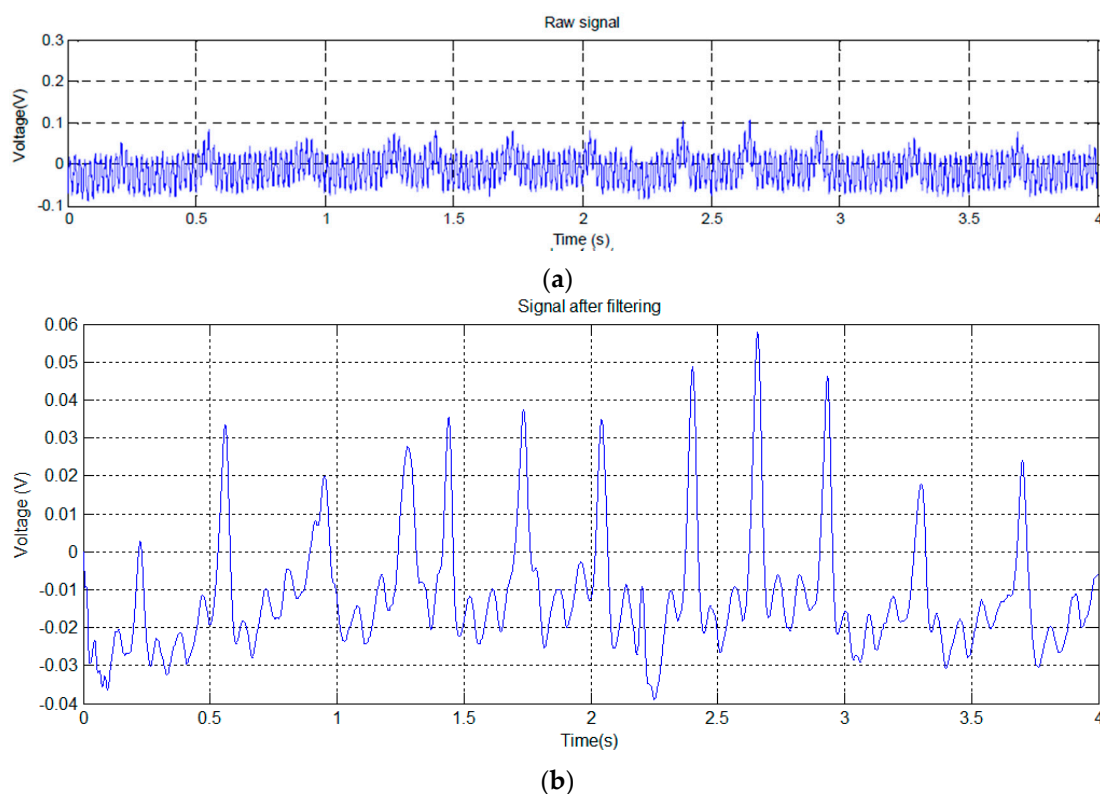 Raw signal
0.3
0.2
0.1
0
-0.1
Voltage(V)
0 0.5 1 1.5 2 2.5 3 3.5 4
Time (s)
(a)
Signal after filtering
0.06
0.05
0.04
0.03
0.02
0.01
0
-0.01
-0.02
-0.03
-0.04
Voltage (V)
0 0.5 1 1.5 2 2.5 3 3.5 4
Time(s)
(b)